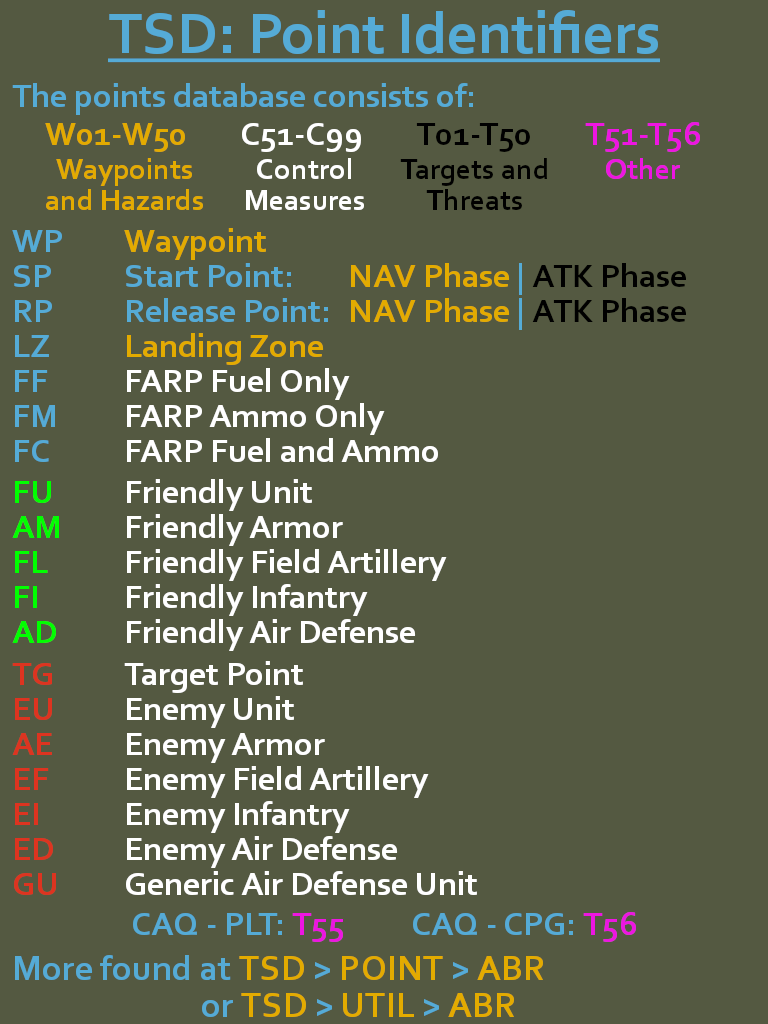 TSD: Point Identifiers
The points database consists of:
W01-W50 C51-C99 T01-T50 T51-T56
Waypoints Control Targets and Other
and Hazards Measures Threats
WP Waypoint
SP Start Point: NAV Phase | ATK Phase
RP Release Point: NAV Phase | ATK Phase
LZ Landing Zone
FF FARP Fuel Only
FM FARP Ammo Only
FC FARP Fuel and Ammo
FU Friendly Unit
AM Friendly Armor
FL Friendly Field Artillery
FI Friendly Infantry
AD Friendly Air Defense
TG Target Point
EU Enemy Unit
AE Enemy Armor
EF Enemy Field Artillery
EI Enemy Infantry
ED Enemy Air Defense
GU Generic Air Defense Unit
CAQ - PLT: T55 CAQ - CPG: T56
More found at TSD > POINT > ABR
or TSD > UTIL > ABR